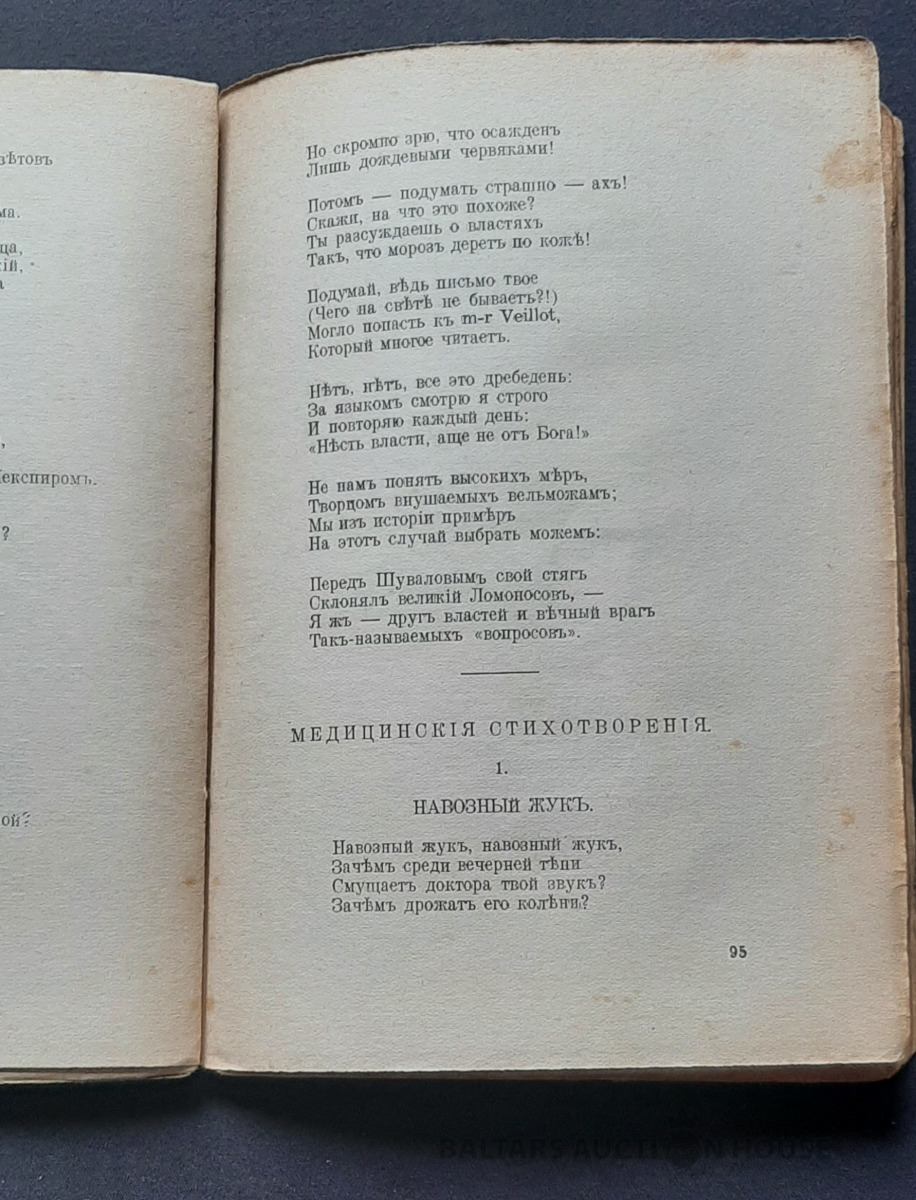 вѣтовъ
ма.
ца,
кій,
а
,
Шекспиромъ.
?
ой?
Но скромно зрю, что осажденъ
Лишь дождевыми червяками!
Потомъ — подумать страшно — ахъ!
Скажи, на что это похоже?
Ты разсуждаешь о властяхъ
Такъ, что морозъ деретъ по кожѣ!
Подумай, вѣдь письмо твое
(Чего на свѣтѣ не бываетъ?!)
Могло попасть къ m-r Veillot,
Который многое читаетъ.
Нѣтъ, нѣтъ, все это дребедень:
За языкомъ смотрю я строго
И повторяю каждый день:
«Нѣсть власти, аще не отъ Бога!»
Не намъ понять высокихъ мѣръ,
Творцомъ внушаемыхъ вельможамъ;
Мы изъ исторіи примѣръ
На этотъ случай выбрать можемъ:
Передъ Шуваловымъ свой стягъ
Склонялъ великій Ломоносовъ, —
Я жъ — другъ властей и вѣчный врагъ
Такъ-называемыхъ «вопросовъ».
МЕДИЦИНСКІЯ СТИХОТВОРЕНІЯ.
1.
НАВОЗНЫЙ ЖУКЪ.
Навозный жукъ, навозный жукъ,
Зачѣмъ среди вечерней тѣни
Смущаетъ доктора твой звукъ?
Зачѣмъ дрожатъ его колѣни?
95
BALTARS AUCTION HOUSE